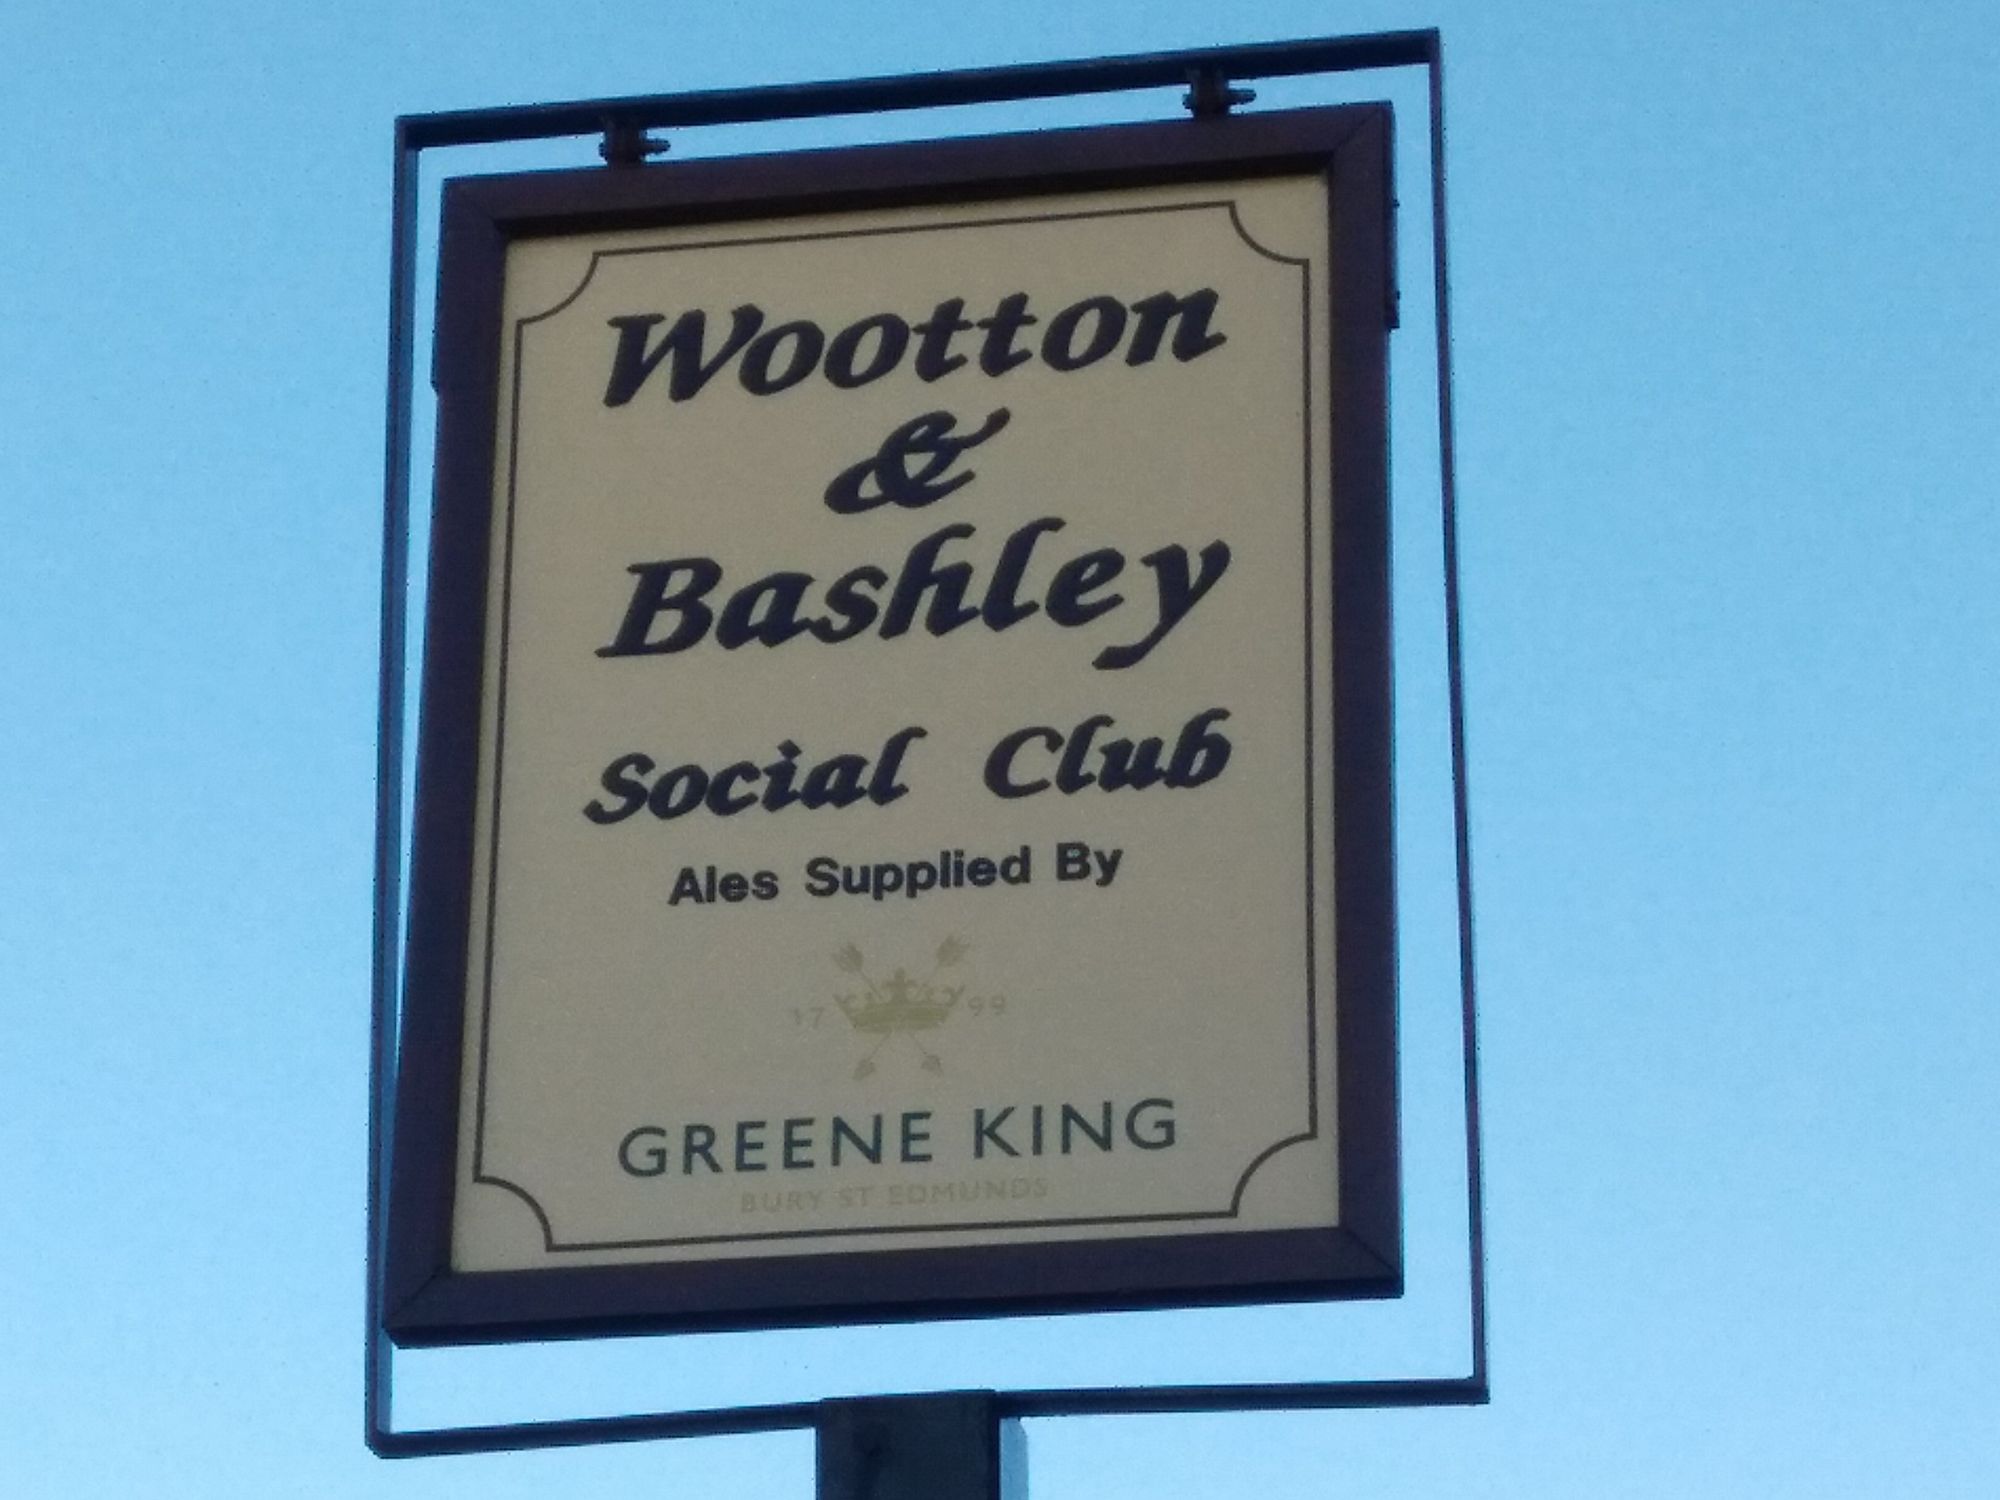 Wootton
&
Bashley
Social Club
Ales Supplied By
17 99
GREENE KING
BURY ST EDMUNDS